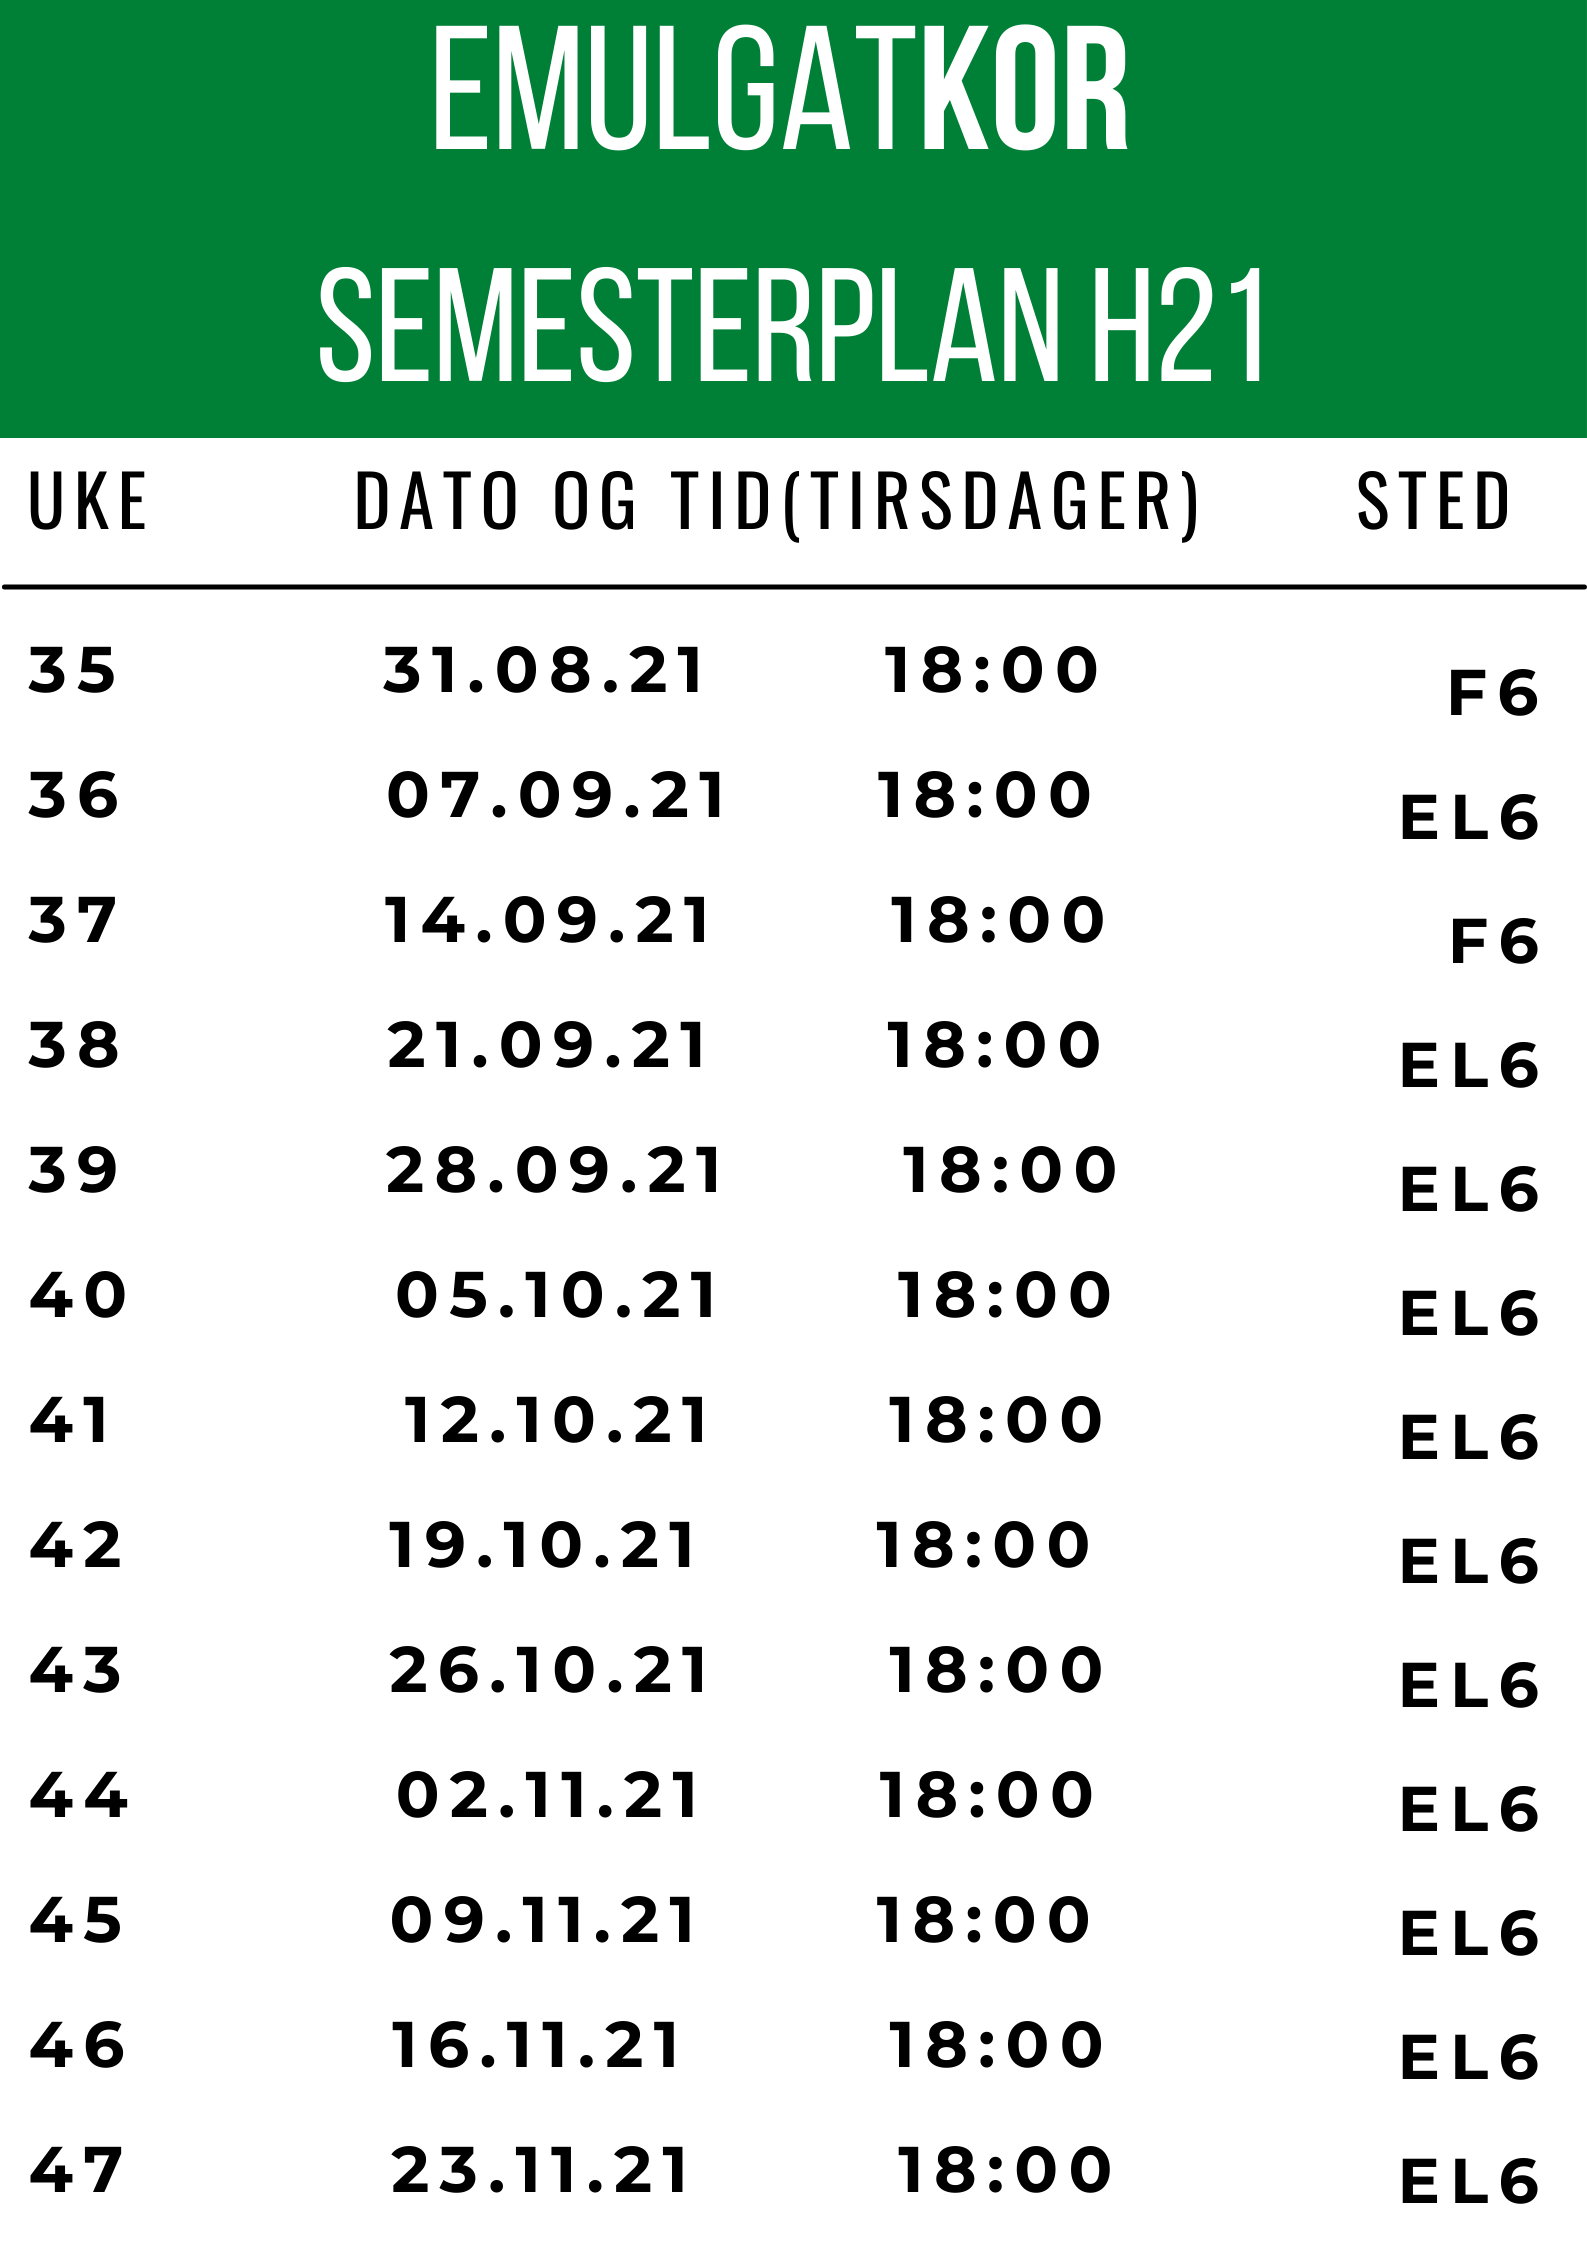 EMULGATKOR
SEMESTERPLAN H21
UKE DATO OG TID(TIRSDAGER) STED
35 31.08.21 18:00 F6
36 07.09.21 18:00 EL6
37 14.09.21 18:00 F6
38 21.09.21 18:00 EL6
39 28.09.21 18:00 EL6
40 05.10.21 18:00 EL6
41 12.10.21 18:00 EL6
42 19.10.21 18:00 EL6
43 26.10.21 18:00 EL6
44 02.11.21 18:00 EL6
45 09.11.21 18:00 EL6
46 16.11.21 18:00 EL6
47 23.11.21 18:00 EL6